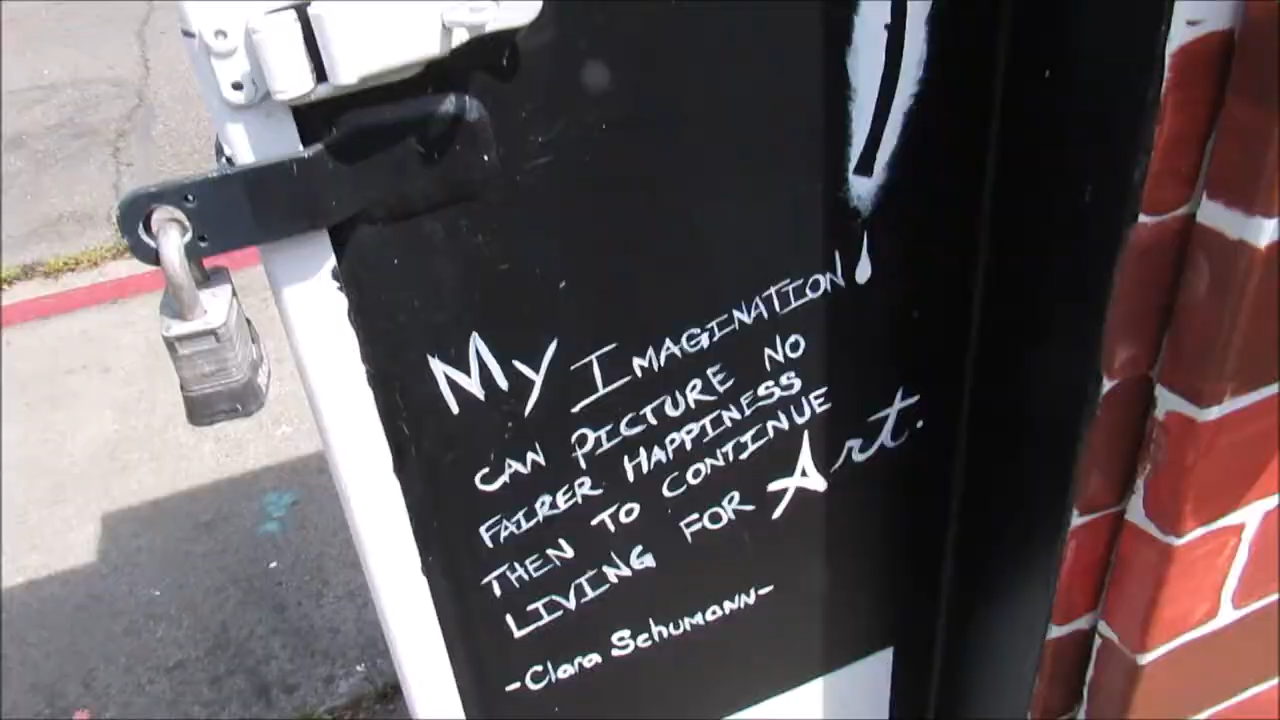 My IMAGINATION
CAN PICTURE NO
FAIRER HAPPINESS
THEN TO CONTINUE
LIVING FOR Art.
-Clara Schumann-